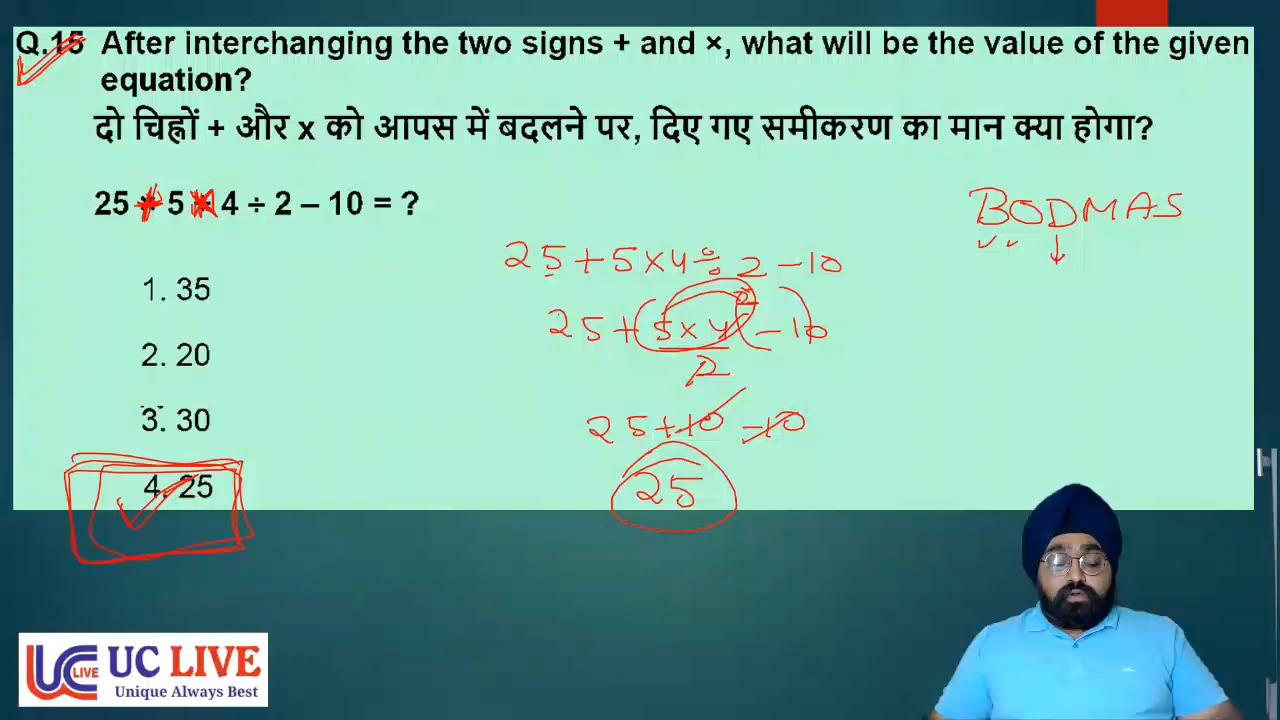 Q.15 After interchanging the two signs + and ×, what will be the value of the given
equation?
दो चिह्नों + और x को आपस में बदलने पर, दिए गए समीकरण का मान क्या होगा?
25 + 5 × 4 ÷ 2 – 10 = ?
1. 35
2. 20
3. 30
4. 25
25+5×4÷2-10
25+(5×4)-10
2
25+10-10
25
BODMAS
UC LIVE
LIVE
Unique Always Best